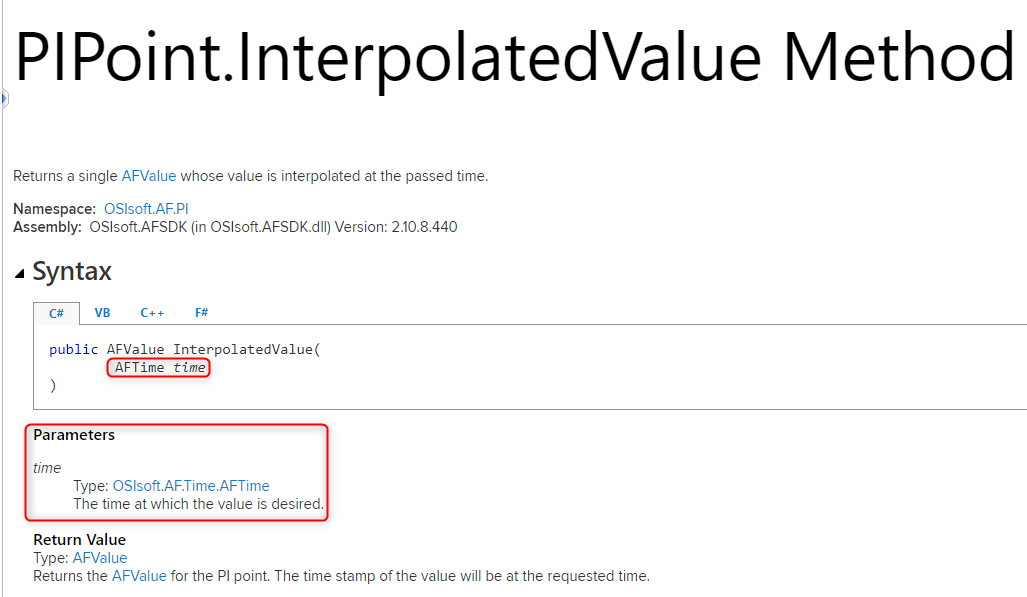 PIPoint.InterpolatedValue Method
Returns a single AFValue whose value is interpolated at the passed time.
Namespace: OSIsoft.AF.PI
Assembly: OSIsoft.AFSDK (in OSIsoft.AFSDK.dll) Version: 2.10.8.440
Syntax
C# VB C++ F#
public AFValue InterpolatedValue(
AFTime time
)
Parameters
time
Type: OSIsoft.AF.Time.AFTime
The time at which the value is desired.
Return Value
Type: AFValue
Returns the AFValue for the PI point. The time stamp of the value will be at the requested time.